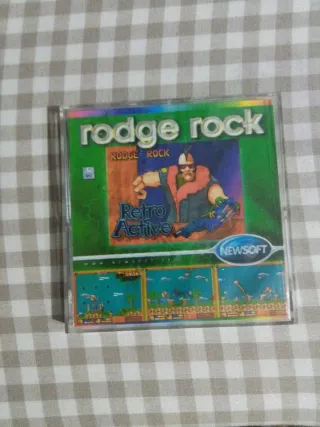 rodge rock
RODGE ROCK
Retro
Active
NEWSOFT